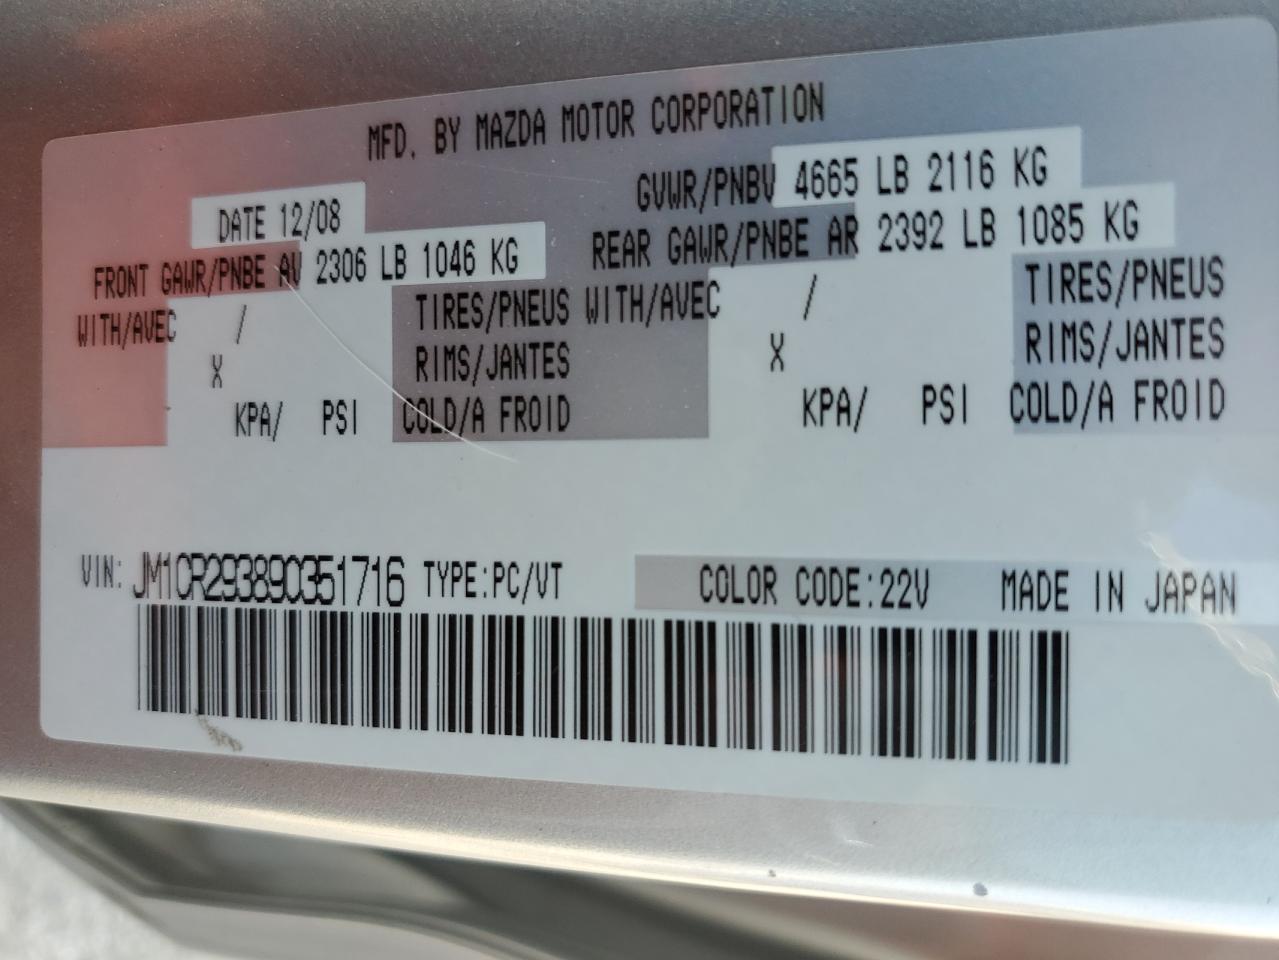 MFD. BY MAZDA MOTOR CORPORATION
DATE 12/08 GVWR/PNBV 4665 LB 2116 KG
FRONT GAWR/PNBE AV 2306 LB 1046 KG REAR GAWR/PNBE AR 2392 LB 1085 KG
WITH/AVEC / TIRES/PNEUS WITH/AVEC / TIRES/PNEUS
X RIMS/JANTES X RIMS/JANTES
KPA/ PSI COLD/A FROID KPA/ PSI COLD/A FROID
VIN: JM1CR293890351716 TYPE:PC/VT COLOR CODE:22V MADE IN JAPAN